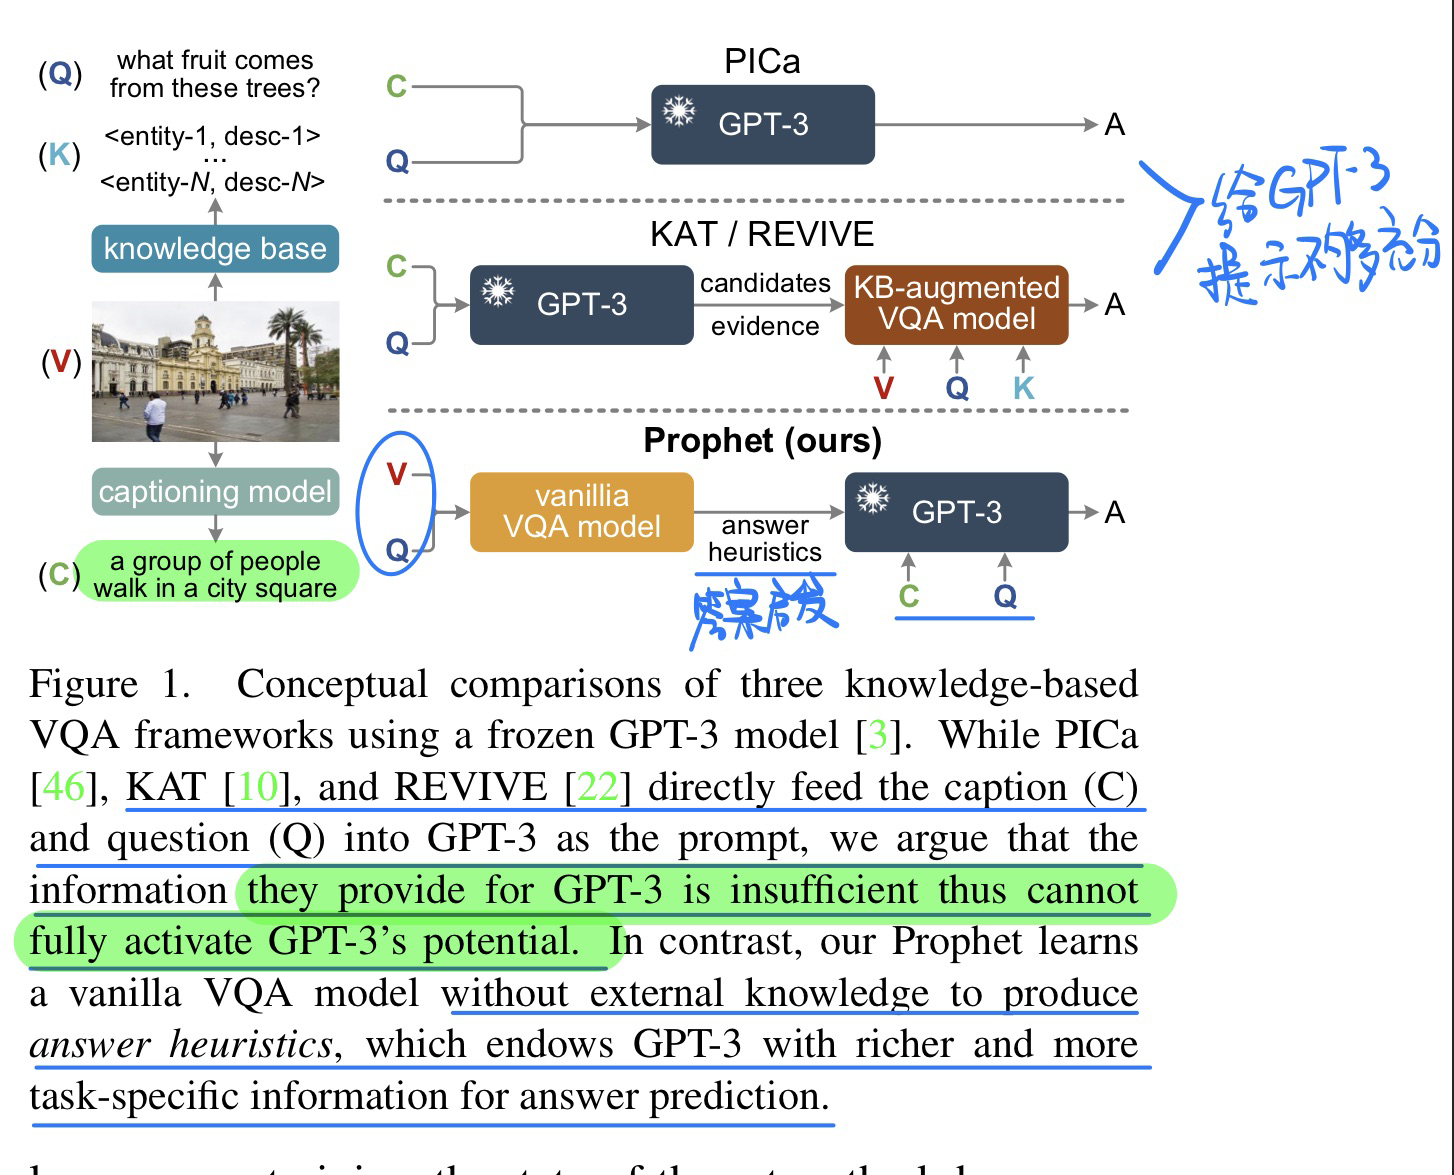 (Q) what fruit comes
from these trees?
(K) <entity-1, desc-1>
...
<entity-N, desc-N>
knowledge base
(V)
captioning model
(C) a group of people
walk in a city square
PICa
C
Q
GPT-3
A
KAT / REVIVE
C
Q
GPT-3
candidates
evidence
KB-augmented
VQA model
A
V Q K
Prophet (ours)
V
Q
vanillia
VQA model
answer
heuristics
答案启发
GPT-3
A
C Q
给GPT-3
提示不够充分
Figure 1. Conceptual comparisons of three knowledge-based
VQA frameworks using a frozen GPT-3 model [3]. While PICa
[46], KAT [10], and REVIVE [22] directly feed the caption (C)
and question (Q) into GPT-3 as the prompt, we argue that the
information they provide for GPT-3 is insufficient thus cannot
fully activate GPT-3's potential. In contrast, our Prophet learns
a vanilla VQA model without external knowledge to produce
answer heuristics, which endows GPT-3 with richer and more
task-specific information for answer prediction.